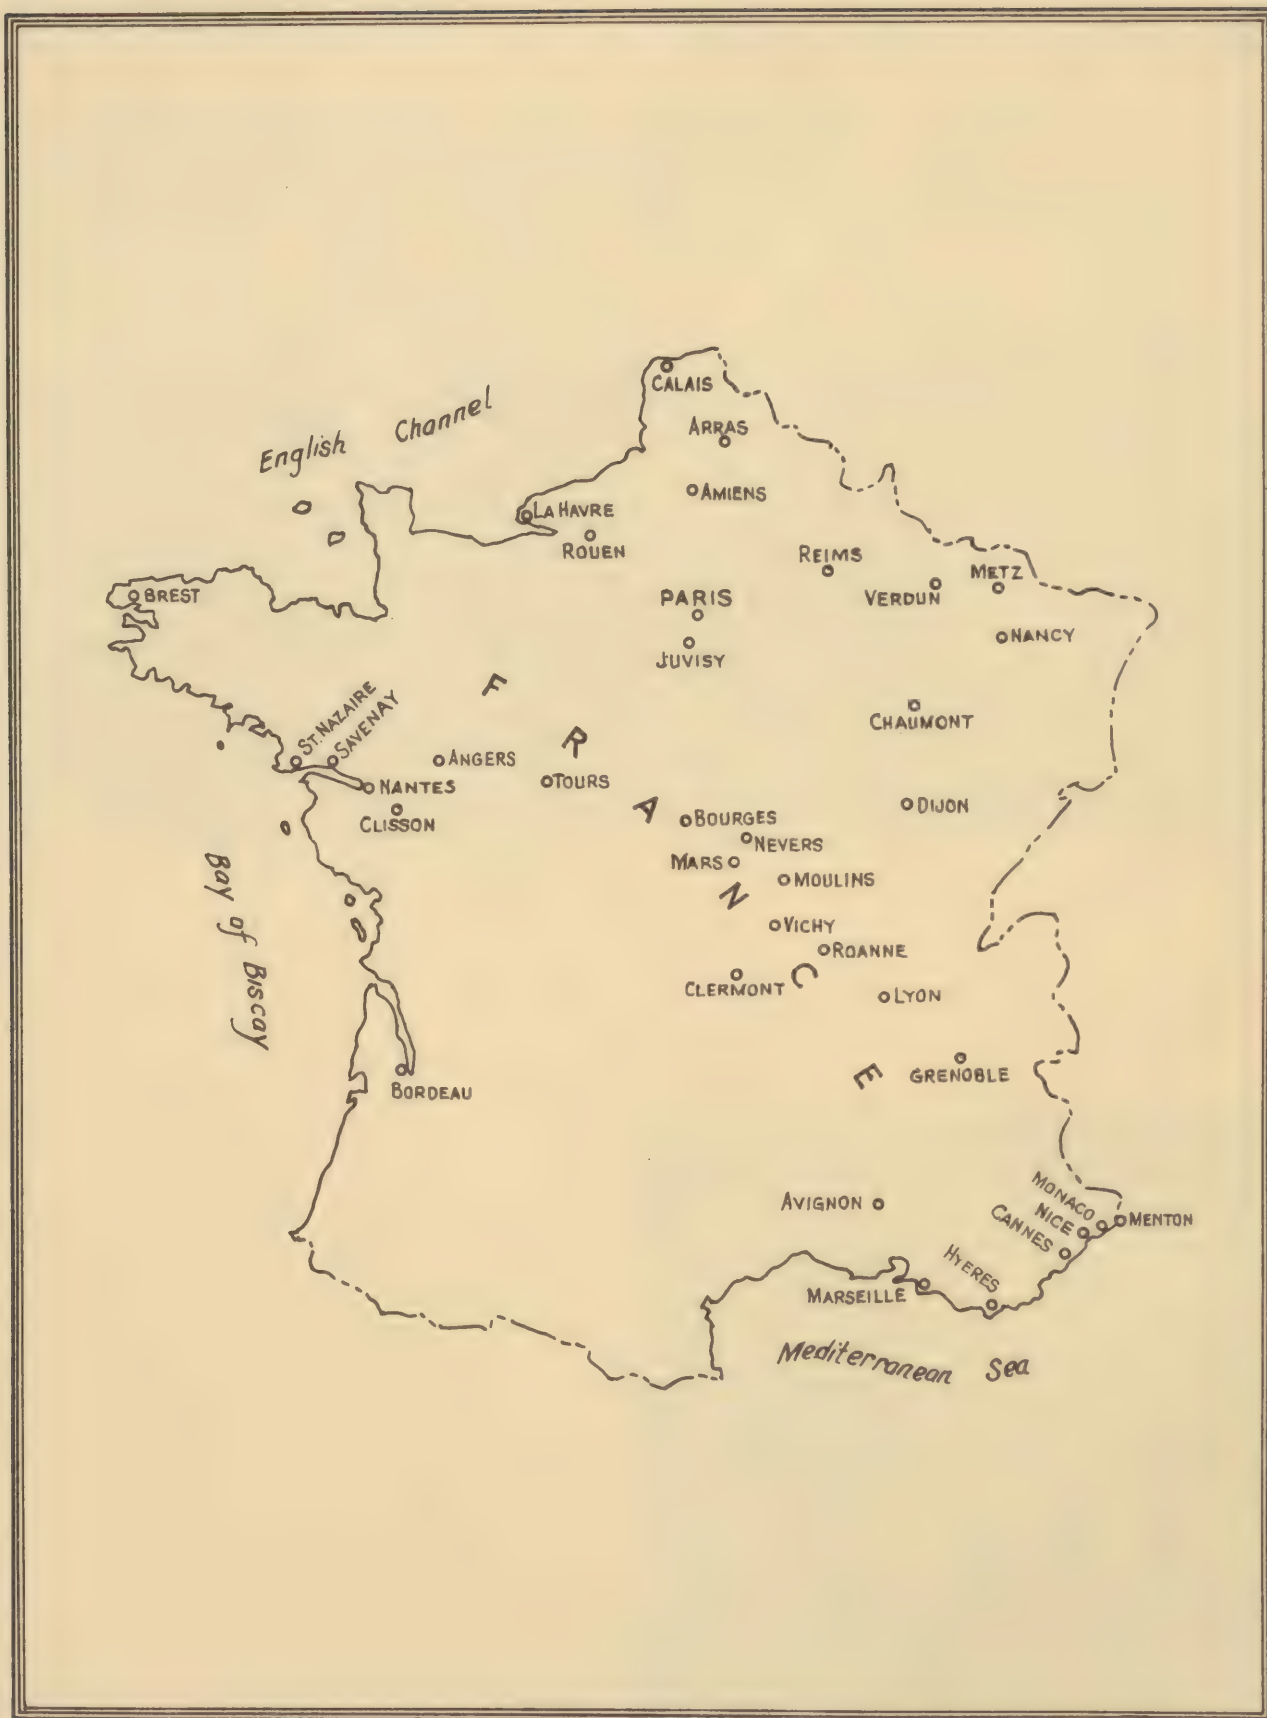 English Channel
CALAIS
ARRAS
AMIENS
LA HAVRE
ROUEN
REIMS
METZ
VERDUN
BREST
PARIS
NANCY
JUVISY
FRANCE
ST. NAZAIRE
SAVENAY
CHAUMONT
ANGERS
TOURS
NANTES
CLISSON
DIJON
BOURGES
NEVERS
MARS
MOULINS
VICHY
ROANNE
CLERMONT
LYON
Bay of Biscay
GRENOBLE
BORDEAU
AVIGNON
MONACO
NICE
CANNES
MENTON
HYERES
MARSEILLE
Mediterranean Sea